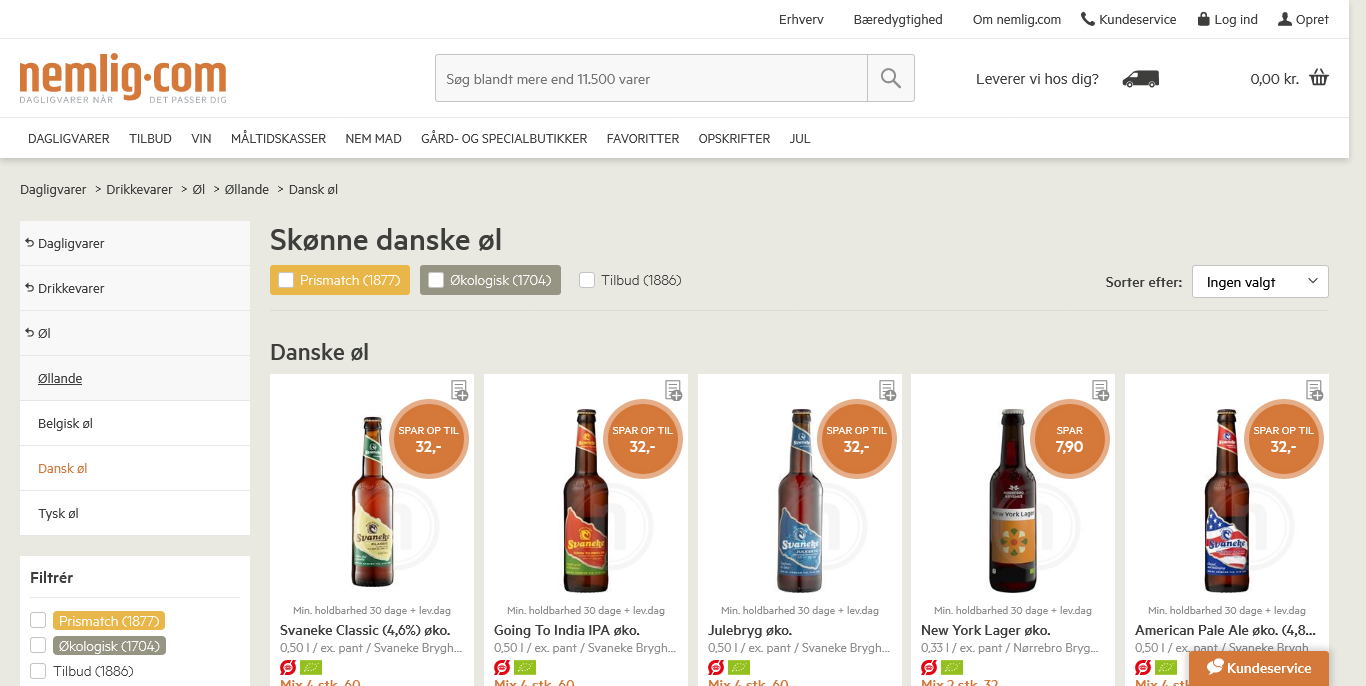 Erhverv Bæredygtighed Om nemlig.com Kundeservice Log ind Opret
nemlig.com
DAGLIGVARER NÅR DET PASSER DIG
Søg blandt mere end 11.500 varer
Leverer vi hos dig?
0,00 kr.
DAGLIGVARER TILBUD VIN MÅLTIDSKASSER NEM MAD GÅRD- OG SPECIALBUTIKKER FAVORITTER OPSKRIFTER JUL
Dagligvarer > Drikkevarer > Øl > Øllande > Dansk øl
Dagligvarer
Drikkevarer
Øl
Øllande
Belgisk øl
Dansk øl
Tysk øl
Filtrér
Prismatch (1877)
Økologisk (1704)
Tilbud (1886)
Skønne danske øl
Prismatch (1877) Økologisk (1704) Tilbud (1886)
Sorter efter: Ingen valgt
Danske øl
SPAR OP TIL
32,-
Svaneke
Min. holdbarhed 30 dage + lev.dag
Svaneke Classic (4,6%) øko.
0,50 l / ex. pant / Svaneke Brygh...
Mix 4 stk. 60
SPAR OP TIL
32,-
Svaneke
Min. holdbarhed 30 dage + lev.dag
Going To India IPA øko.
0,50 l / ex. pant / Svaneke Brygh...
Mix 4 stk. 60
SPAR OP TIL
32,-
Svaneke
Min. holdbarhed 30 dage + lev.dag
Julebryg øko.
0,50 l / ex. pant / Svaneke Brygh...
Mix 4 stk. 60
SPAR
7,90
New York Lager
Min. holdbarhed 30 dage + lev.dag
New York Lager øko.
0,33 l / ex. pant / Nørrebro Bryg...
Mix 2 stk. 32
SPAR OP TIL
32,-
Svaneke
Min. holdbarhed 30 dage + lev.dag
American Pale Ale øko. (4,8...
0,50 l / ex. pant / Svaneke Brygh...
Mix 4 stk
Kundeservice